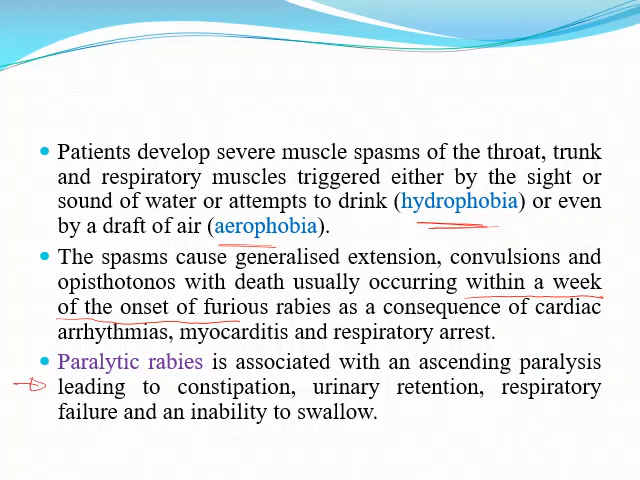 Patients develop severe muscle spasms of the throat, trunk
and respiratory muscles triggered either by the sight or
sound of water or attempts to drink (hydrophobia) or even
by a draft of air (aerophobia).
The spasms cause generalised extension, convulsions and
opisthotonos with death usually occurring within a week
of the onset of furious rabies as a consequence of cardiac
arrhythmias, myocarditis and respiratory arrest.
Paralytic rabies is associated with an ascending paralysis
leading to constipation, urinary retention, respiratory
failure and an inability to swallow.